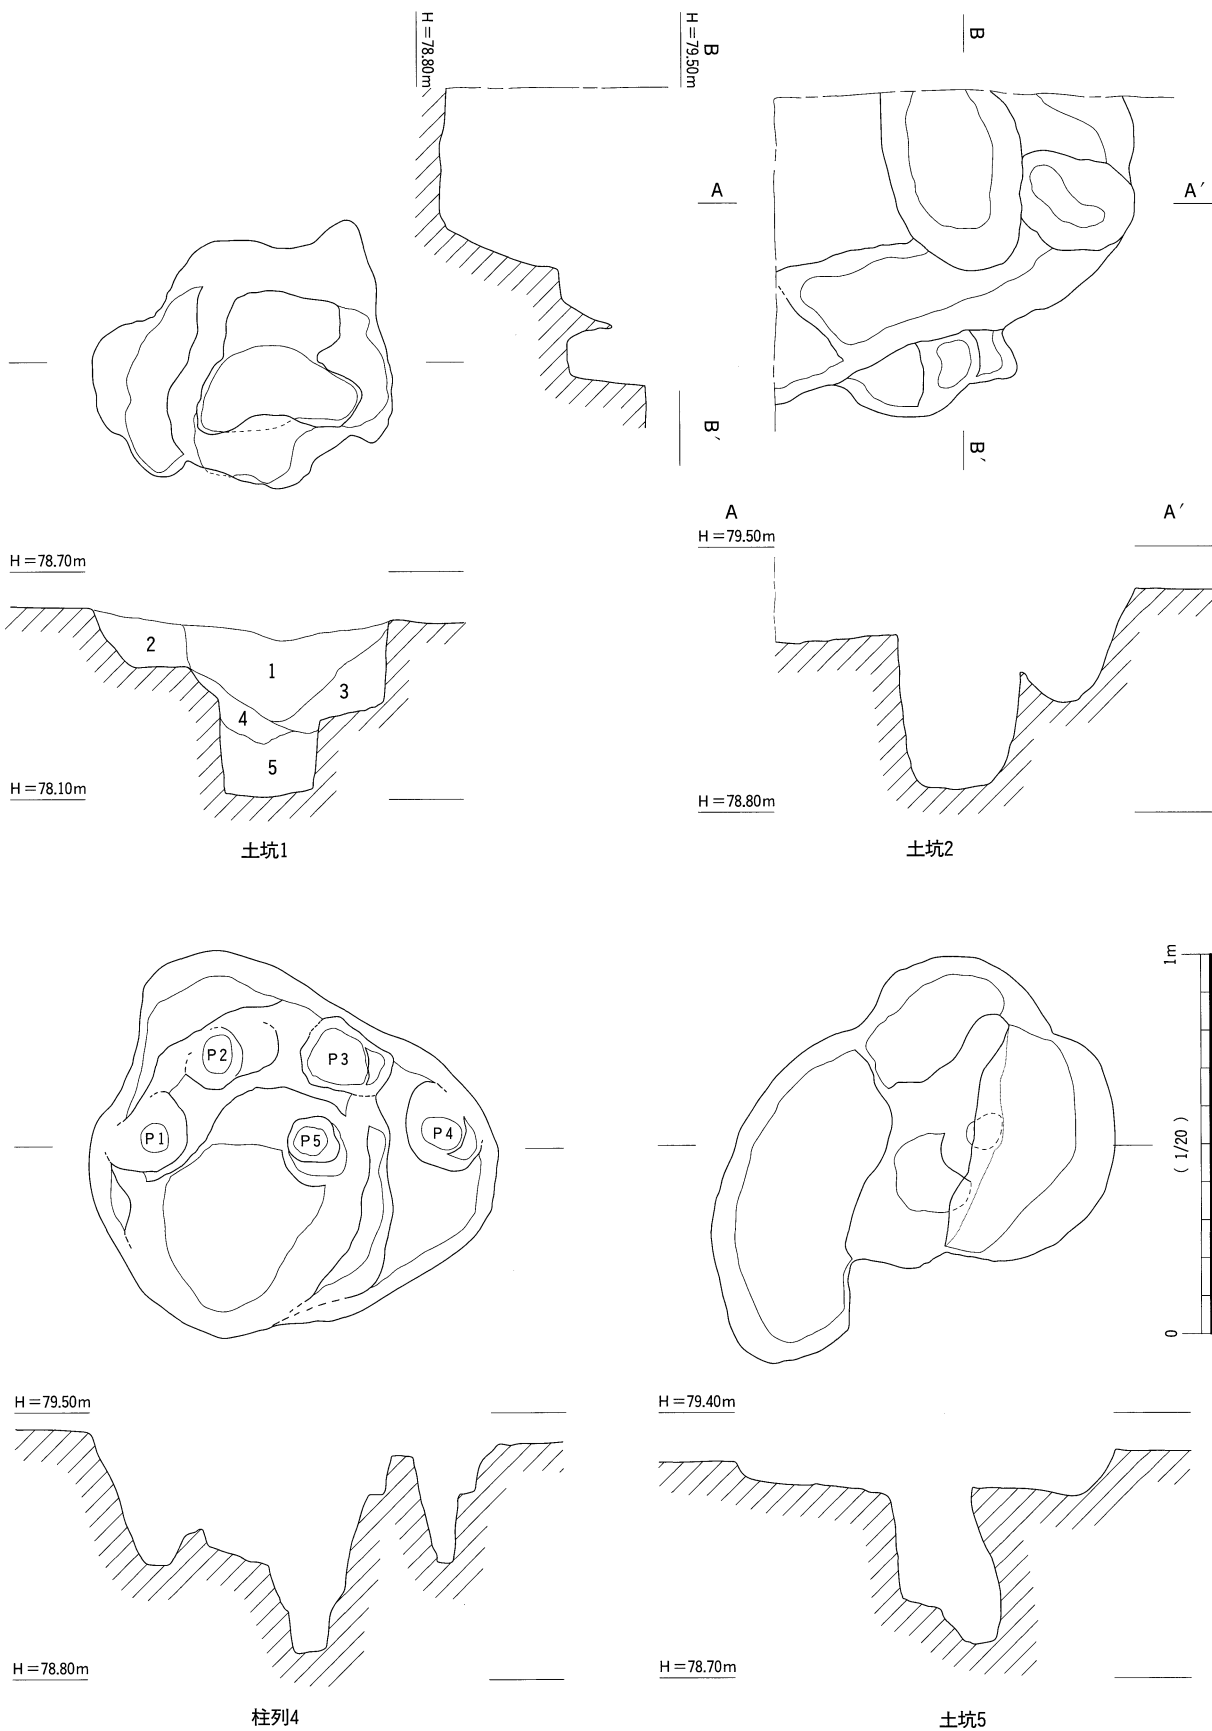 H=78.80m
H=79.50m
B
B
A
A′
B′
B′
A
A′
H=79.50m
H=78.70m
2
1
3
4
5
H=78.10m
H=78.80m
土坑1
土坑2
1m
(1/20)
0
P2
P3
P1
P5
P4
H=79.50m
H=79.40m
H=78.80m
H=78.70m
柱列4
土坑5